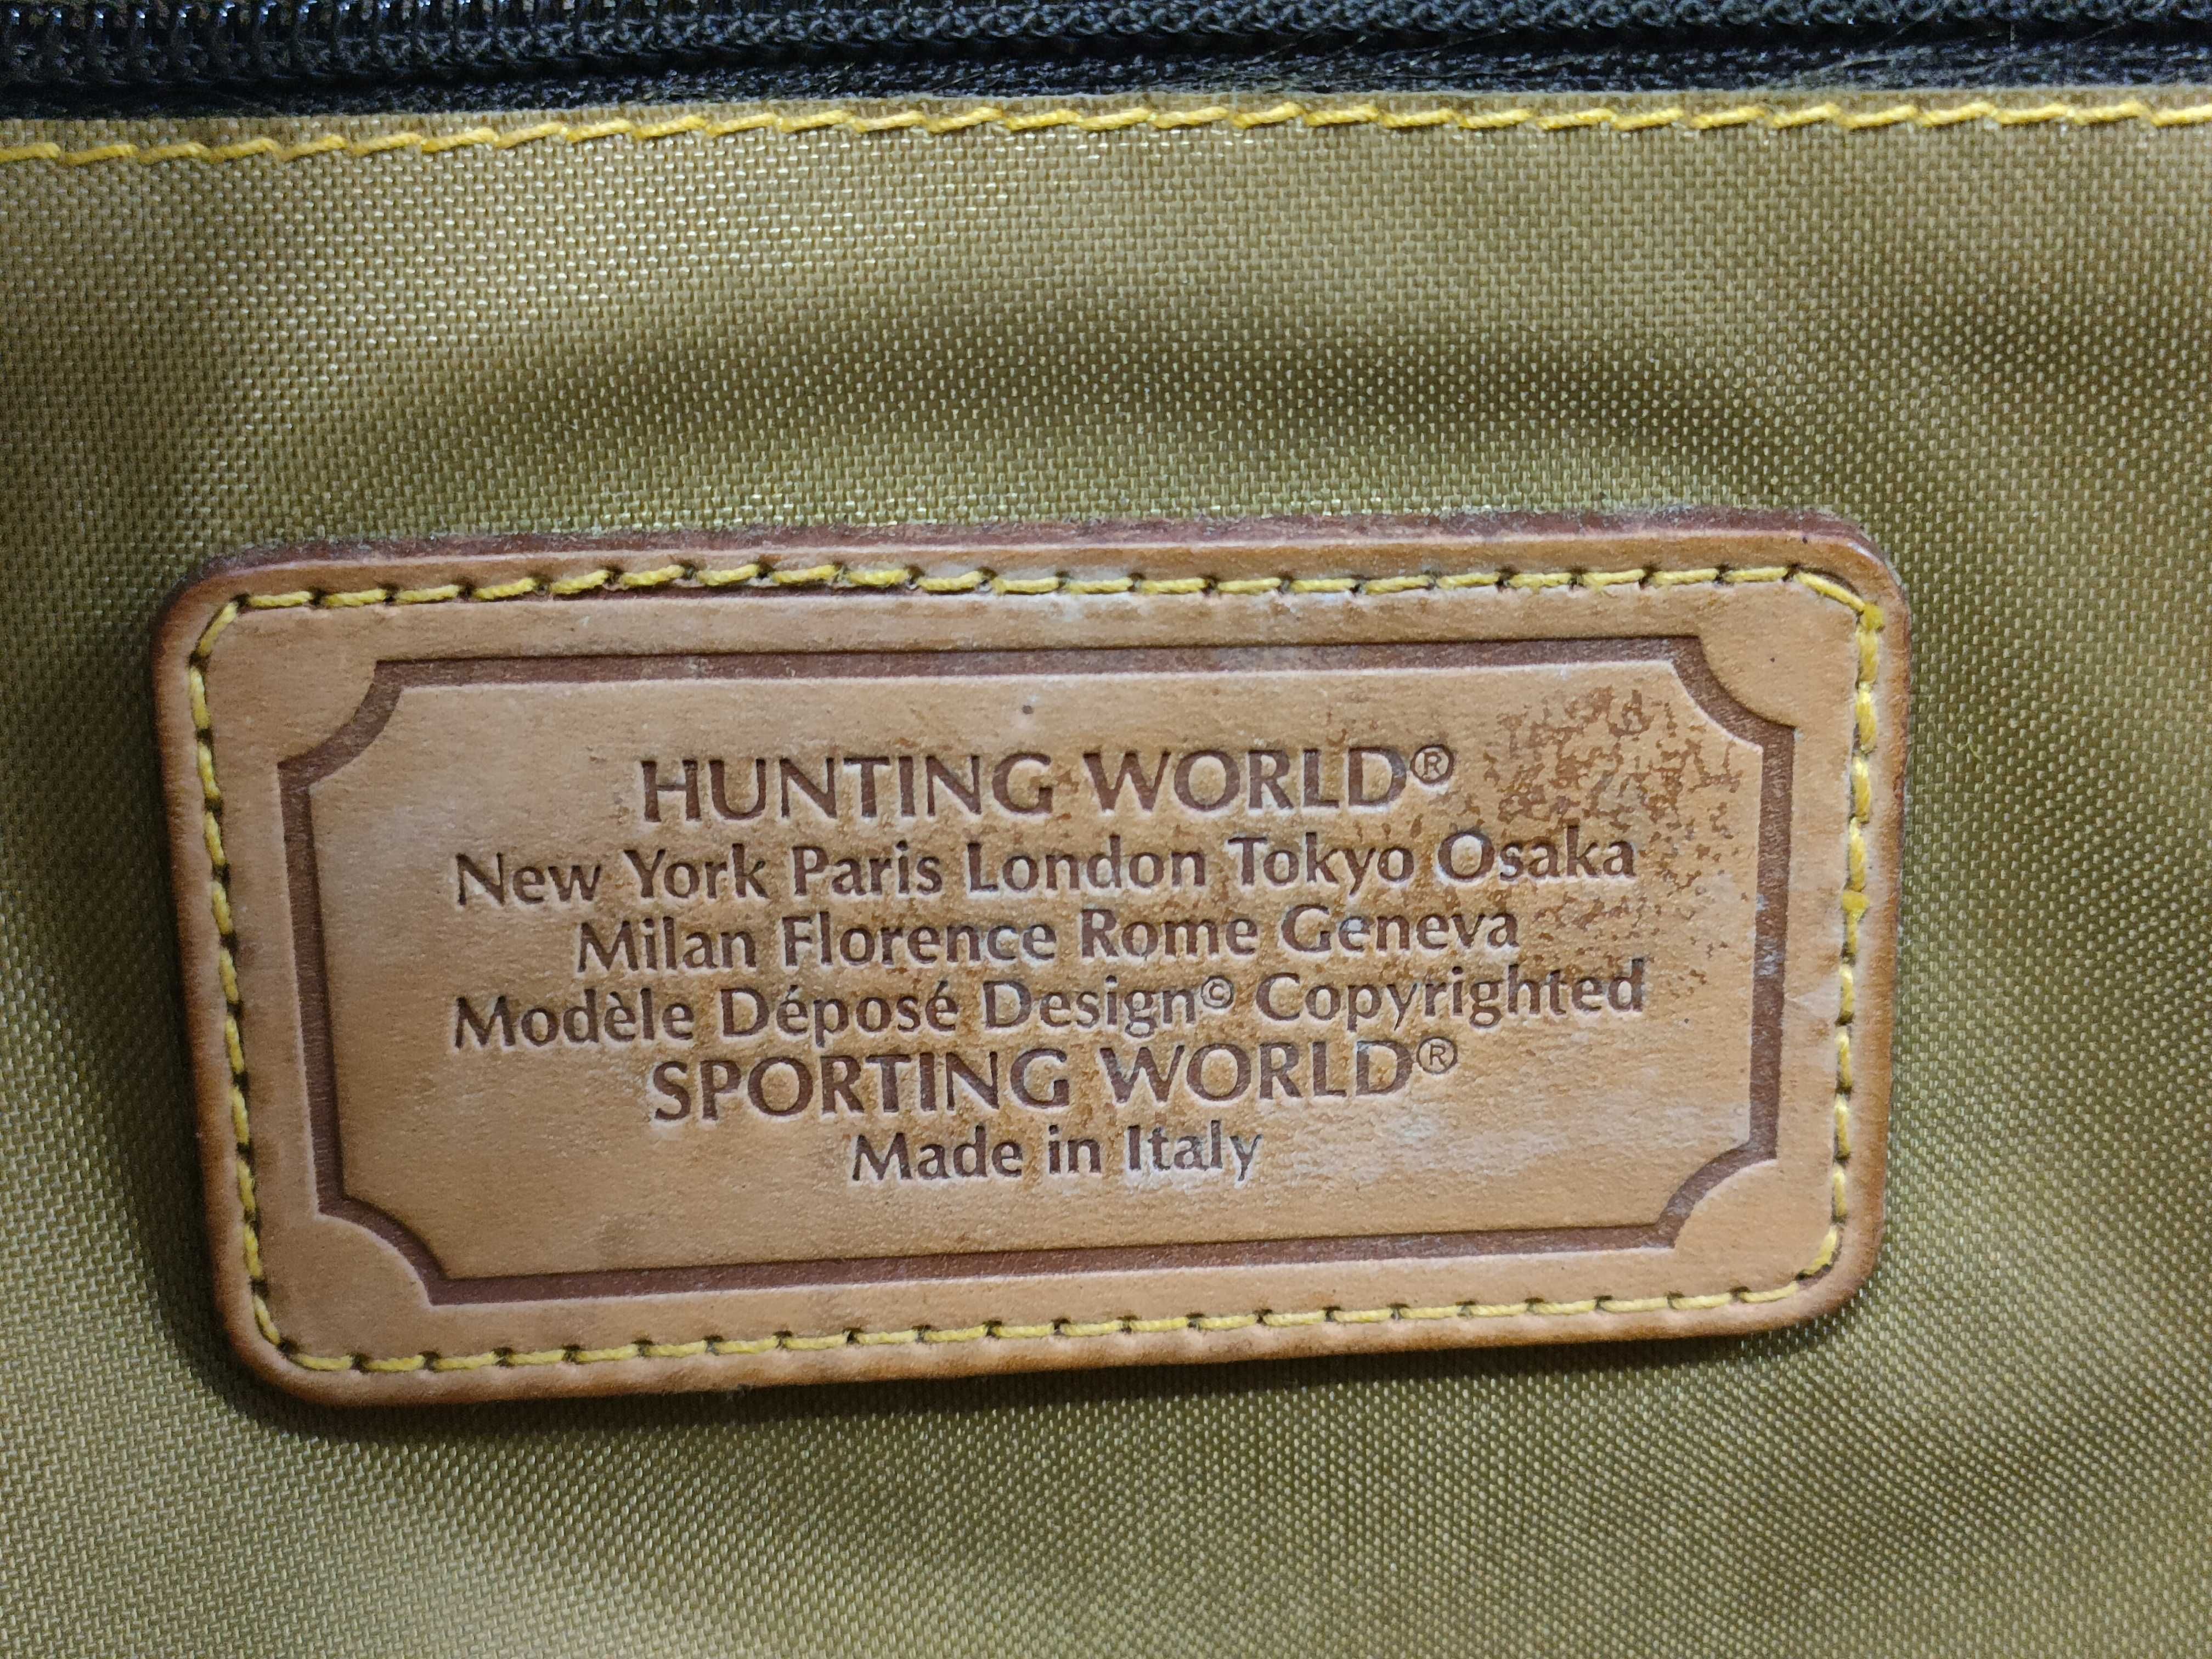 HUNTING WORLD®
New York Paris London Tokyo Osaka
Milan Florence Rome Geneva
Modèle Déposé Design© Copyrighted
SPORTING WORLD®
Made in Italy